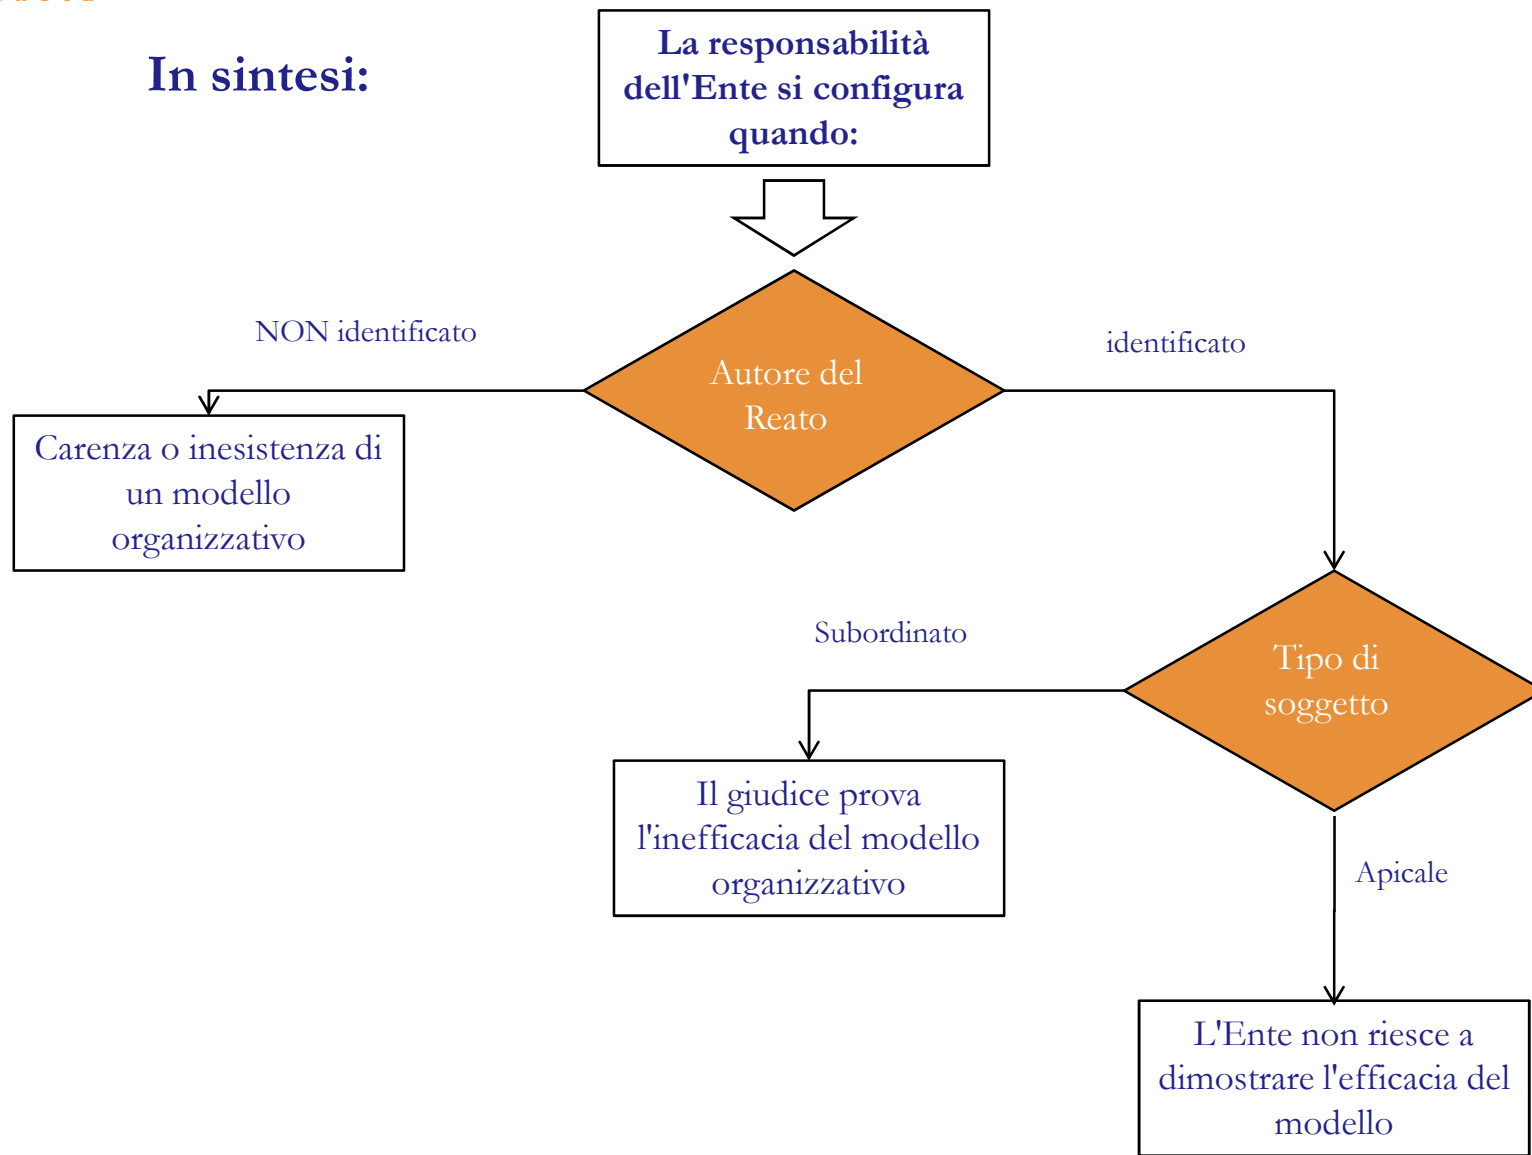 In sintesi:
La responsabilità
dell'Ente si configura
quando:
NON identificato
identificato
Autore del
Reato
Carenza o inesistenza di
un modello
organizzativo
Subordinato
Tipo di
soggetto
Il giudice prova
l'inefficacia del modello
organizzativo
Apicale
L'Ente non riesce a
dimostrare l'efficacia del
modello